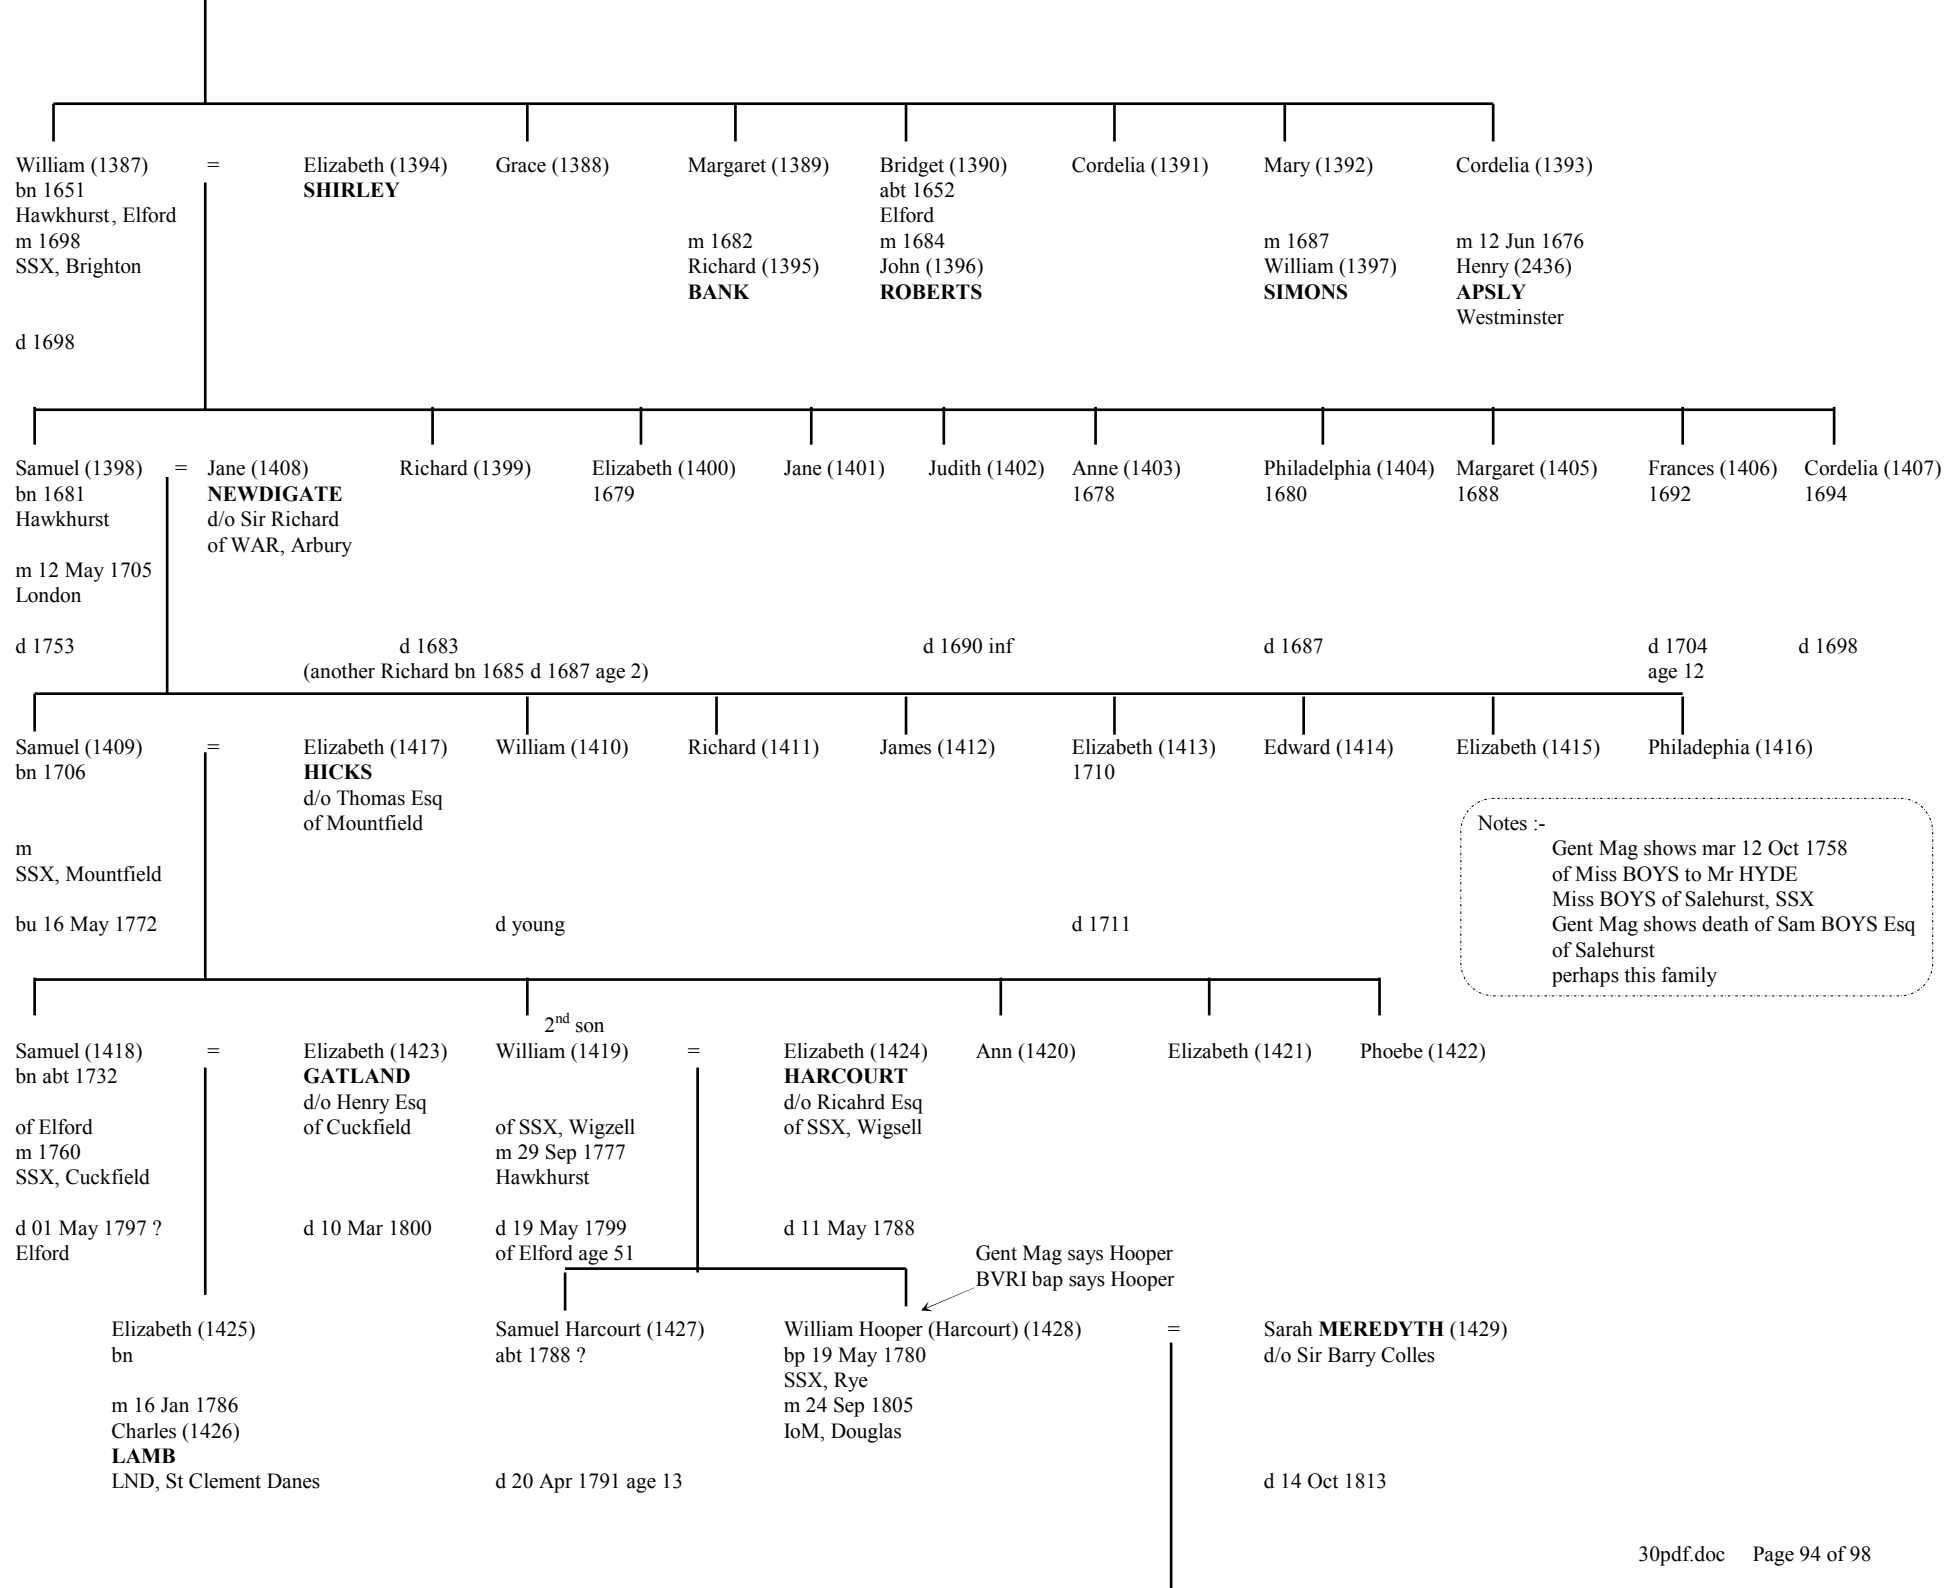 William (1387) = Elizabeth (1394) Grace (1388) Margaret (1389) Bridget (1390) Cordelia (1391) Mary (1392) Cordelia (1393)
bn 1651 SHIRLEY abt 1652
Hawkhurst, Elford Elford
m 1698 m 1682 m 1684 m 1687 m 12 Jun 1676
SSX, Brighton Richard (1395) John (1396) William (1397) Henry (2436)
BANK ROBERTS SIMONS APSLY
Westminster
d 1698
Samuel (1398) = Jane (1408) Richard (1399) Elizabeth (1400) Jane (1401) Judith (1402) Anne (1403) Philadelphia (1404) Margaret (1405) Frances (1406) Cordelia (1407)
bn 1681 NEWDIGATE 1679 1678 1680 1688 1692 1694
Hawkhurst d/o Sir Richard
of WAR, Arbury
m 12 May 1705
London
d 1753 d 1683 d 1690 inf d 1687 d 1704 d 1698
(another Richard bn 1685 d 1687 age 2) age 12
Samuel (1409) = Elizabeth (1417) William (1410) Richard (1411) James (1412) Elizabeth (1413) Edward (1414) Elizabeth (1415) Philadephia (1416)
bn 1706 HICKS 1710
d/o Thomas Esq
of Mountfield Notes :-
m Gent Mag shows mar 12 Oct 1758
SSX, Mountfield of Miss BOYS to Mr HYDE
Miss BOYS of Salehurst, SSX
bu 16 May 1772 d young d 1711 Gent Mag shows death of Sam BOYS Esq
of Salehurst
perhaps this family
2nd son
Samuel (1418) = Elizabeth (1423) William (1419) = Elizabeth (1424) Ann (1420) Elizabeth (1421) Phoebe (1422)
bn abt 1732 GATLAND HARCOURT
d/o Henry Esq d/o Ricahrd Esq
of Elford of Cuckfield of SSX, Wigzell of SSX, Wigsell
m 1760 m 29 Sep 1777
SSX, Cuckfield Hawkhurst
d 01 May 1797 ? d 10 Mar 1800 d 19 May 1799 d 11 May 1788
Elford of Elford age 51 Gent Mag says Hooper
BVRI bap says Hooper
Elizabeth (1425) Samuel Harcourt (1427) William Hooper (Harcourt) (1428) = Sarah MEREDYTH (1429)
bn abt 1788 ? bp 19 May 1780 d/o Sir Barry Colles
SSX, Rye
m 16 Jan 1786 m 24 Sep 1805
Charles (1426) IoM, Douglas
LAMB
LND, St Clement Danes d 20 Apr 1791 age 13 d 14 Oct 1813
30pdf.doc Page 94 of 98